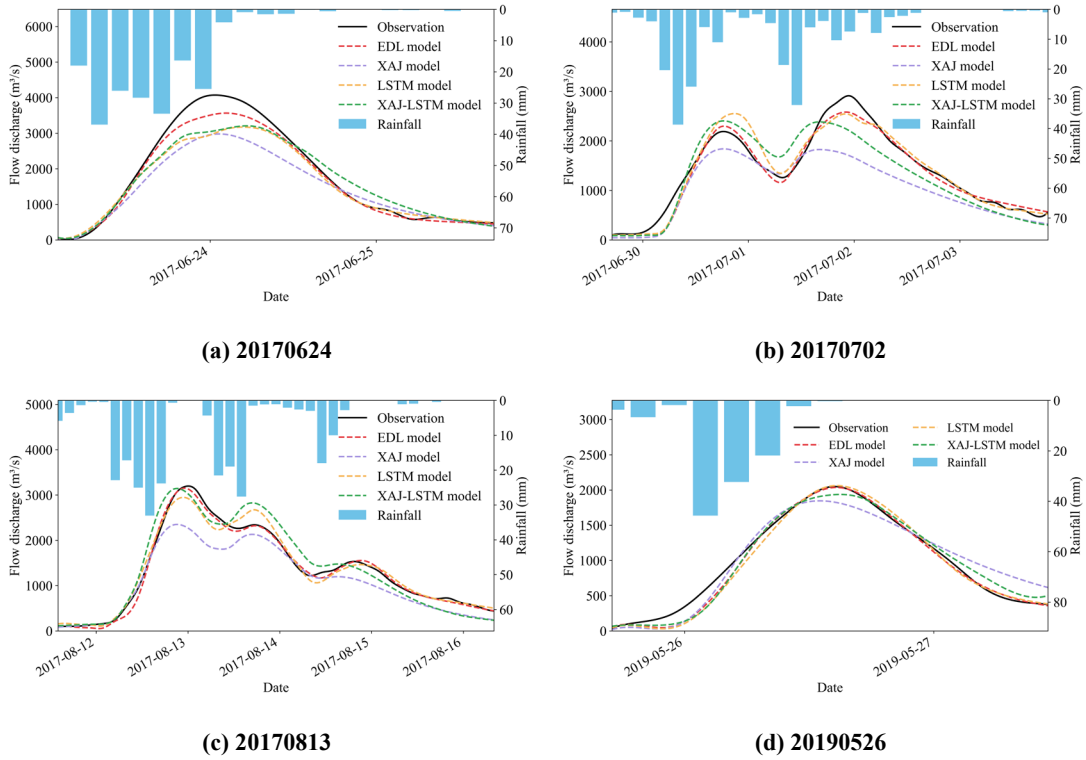 6000
5000
4000
3000
2000
1000
0
Flow discharge (m³/s)
Observation
EDL model
XAJ model
LSTM model
XAJ-LSTM model
Rainfall
0
10
20
30
40
50
60
70
Rainfall (mm)
2017-06-24
2017-06-25
Date
(a) 20170624
4000
3000
2000
1000
0
Flow discharge (m³/s)
Observation
EDL model
XAJ model
LSTM model
XAJ-LSTM model
Rainfall
0
10
20
30
40
50
60
70
Rainfall (mm)
2017-06-30
2017-07-01
2017-07-02
2017-07-03
Date
(b) 20170702
5000
4000
3000
2000
1000
0
Flow discharge (m³/s)
Observation
EDL model
XAJ model
LSTM model
XAJ-LSTM model
Rainfall
0
10
20
30
40
50
60
Rainfall (mm)
2017-08-12
2017-08-13
2017-08-14
2017-08-15
2017-08-16
Date
(c) 20170813
3000
2500
2000
1500
1000
500
0
Flow discharge (m³/s)
Observation
EDL model
XAJ model
LSTM model
XAJ-LSTM model
Rainfall
0
20
40
60
80
Rainfall (mm)
2019-05-26
2019-05-27
Date
(d) 20190526